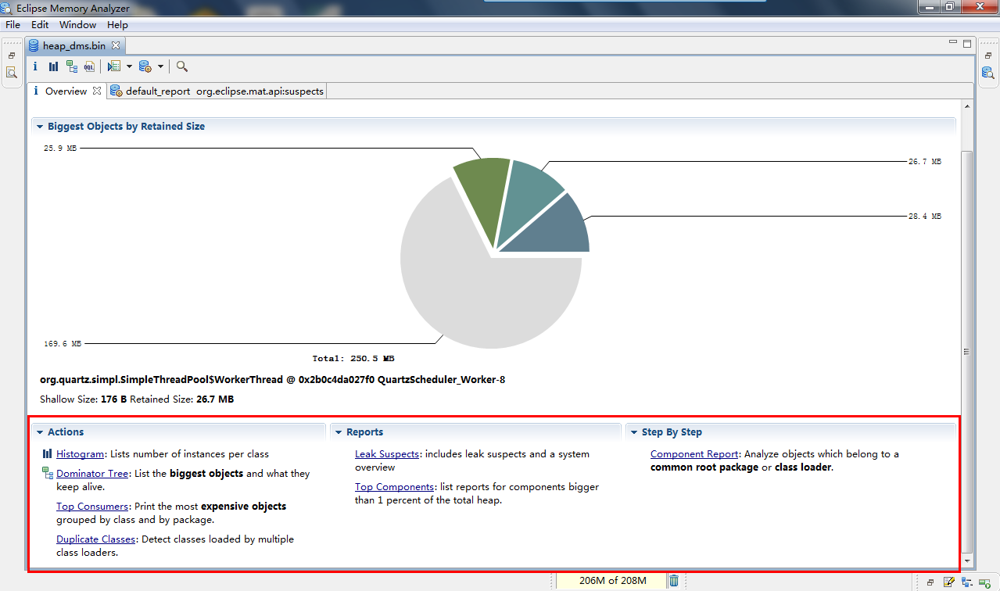 Eclipse Memory Analyzer
File Edit Window Help
heap_dms.bin
i OQL
i Overview default_report org.eclipse.mat.api:suspects
Biggest Objects by Retained Size
25.9 MB
26.7 MB
28.4 MB
169.6 MB
Total: 250.5 MB
org.quartz.simpl.SimpleThreadPool$WorkerThread @ 0x2b0c4da027f0 QuartzScheduler_Worker-8
Shallow Size: 176 B Retained Size: 26.7 MB
Actions
Histogram: Lists number of instances per class
Dominator Tree: List the biggest objects and what they
keep alive.
Top Consumers: Print the most expensive objects
grouped by class and by package.
Duplicate Classes: Detect classes loaded by multiple
class loaders.
Reports
Leak Suspects: includes leak suspects and a system
overview
Top Components: list reports for components bigger
than 1 percent of the total heap.
Step By Step
Component Report: Analyze objects which belong to a
common root package or class loader.
206M of 208M